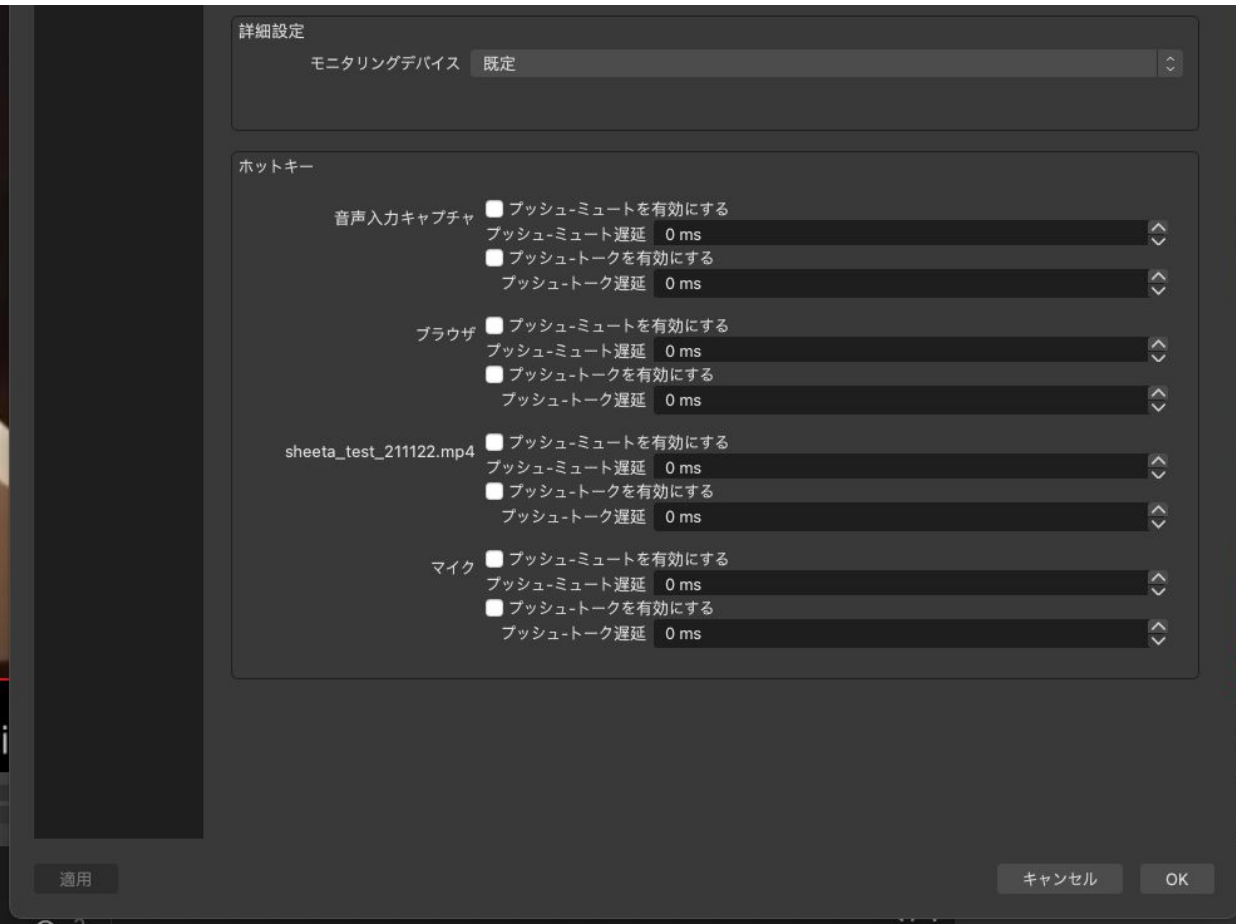 詳細設定
モニタリングデバイス 既定
ホットキー
音声入力キャプチャ プッシュ-ミュートを有効にする
プッシュ-ミュート遅延 0 ms
プッシュ-トークを有効にする
プッシュ-トーク遅延 0 ms
ブラウザ プッシュ-ミュートを有効にする
プッシュ-ミュート遅延 0 ms
プッシュ-トークを有効にする
プッシュ-トーク遅延 0 ms
sheeta_test_211122.mp4 プッシュ-ミュートを有効にする
プッシュ-ミュート遅延 0 ms
プッシュ-トークを有効にする
プッシュ-トーク遅延 0 ms
マイク プッシュ-ミュートを有効にする
プッシュ-ミュート遅延 0 ms
プッシュ-トークを有効にする
プッシュ-トーク遅延 0 ms
適用 キャンセル OK